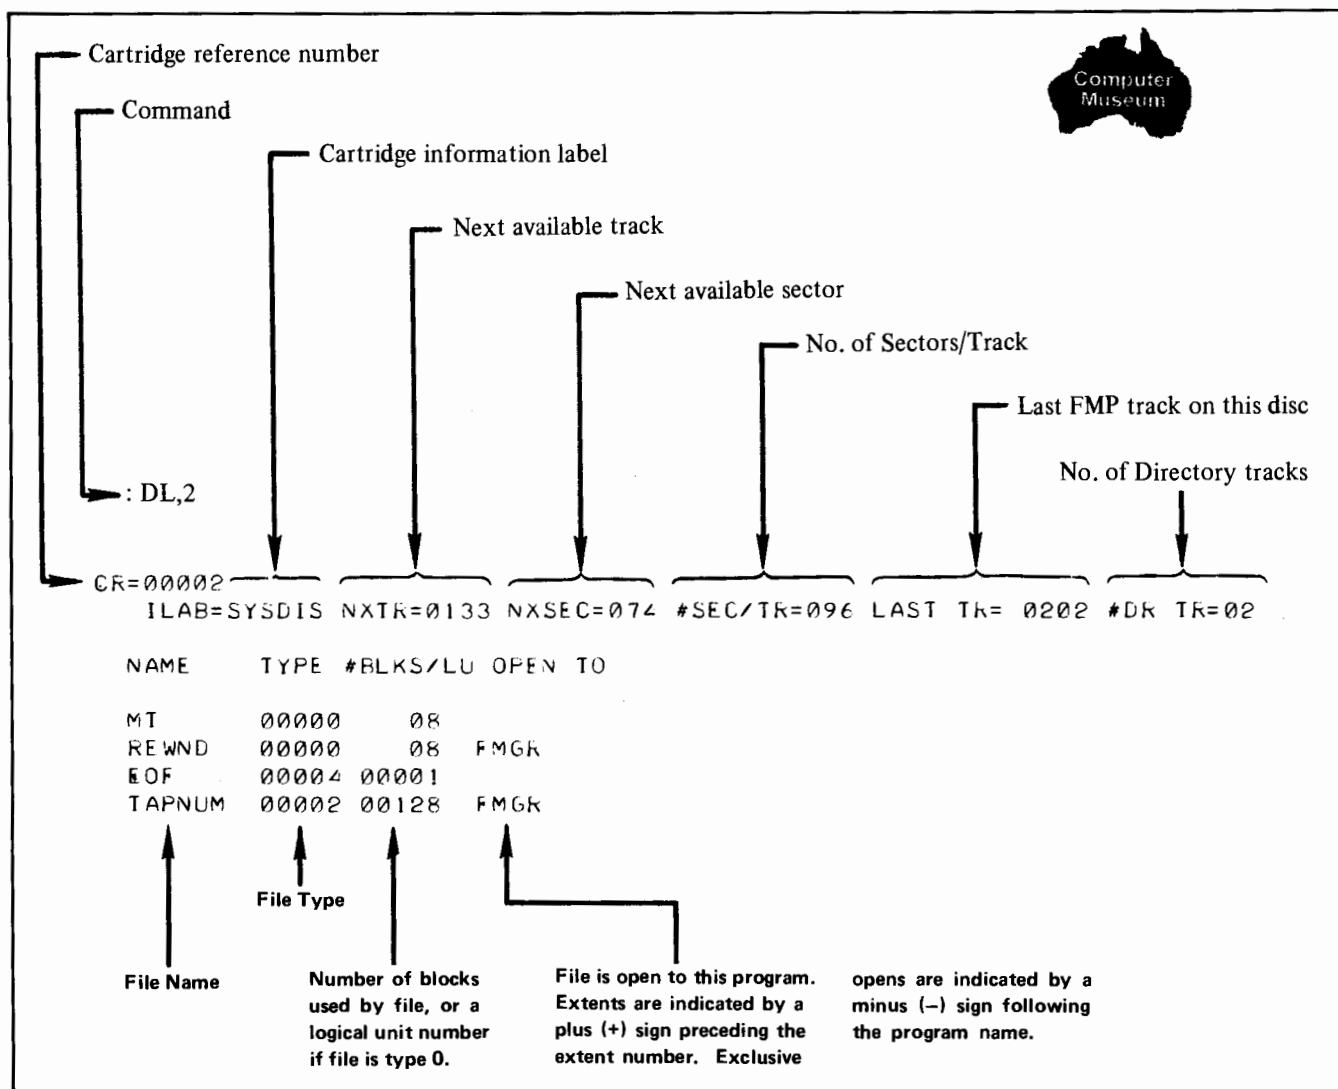 Cartridge reference number
Computer
Museum
Command
Cartridge information label
Next available track
Next available sector
No. of Sectors/Track
Last FMP track on this disc
No. of Directory tracks
: DL,2
CR=00002
ILAB=SYSDIS NXTR=0133 NXSEC=074 #SEC/TR=096 LAST TR= 0202 #DR TR=02
NAME TYPE #BLKS/LU OPEN TO
MT 00000 08
REWND 00000 08 FMGR
EOF 00004 00001
TAPNUM 00002 00128 FMGR
File Type
File Name
Number of blocks
used by file, or a
logical unit number
if file is type 0.
File is open to this program.
Extents are indicated by a
plus (+) sign preceding the
extent number. Exclusive
opens are indicated by a
minus (–) sign following
the program name.